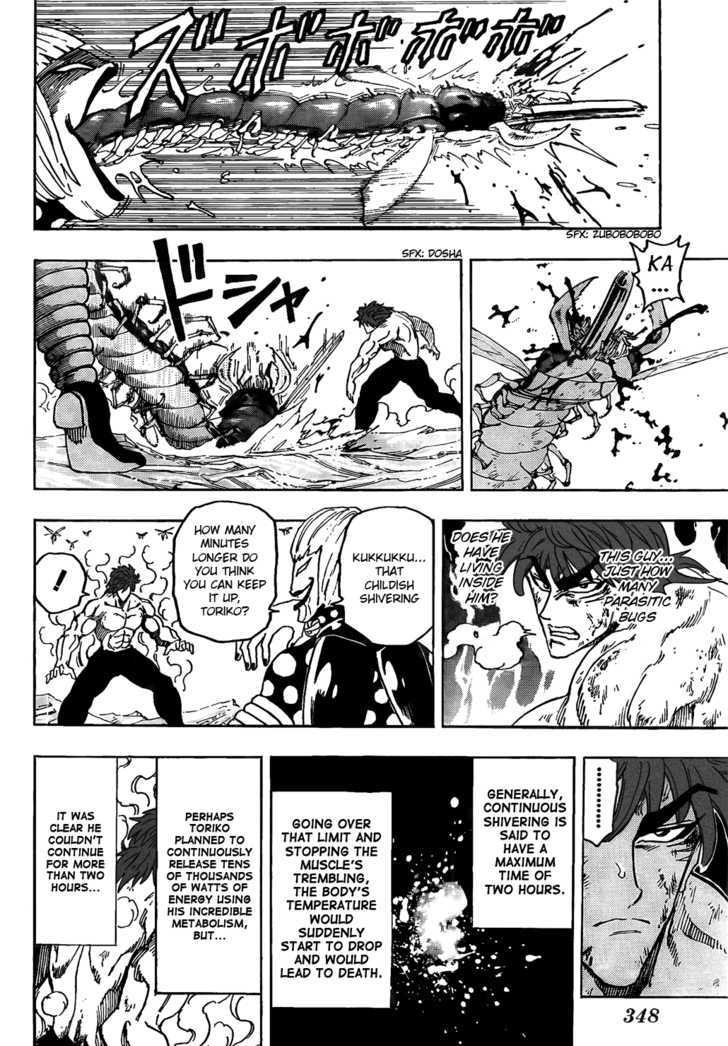 ズボボボボボ
SFX: ZUBOBOBOBO
KA
....
SFX: DOSHA
ドシャ
THIS GUY...
JUST HOW
MANY
PARASITIC
BUGS
DOES HE
HAVE
LIVING
INSIDE
HIM?
KUKKUKKU...
THAT
CHILDISH
SHIVERING
HOW MANY
MINUTES
LONGER DO
YOU THINK
YOU CAN KEEP
IT UP,
TORIKO?
!
.........
GENERALLY,
CONTINUOUS
SHIVERING
IS SAID
TO HAVE
A MAXIMUM
TIME OF
TWO HOURS.
GOING OVER
THAT LIMIT AND
STOPPING THE
MUSCLE'S
TREMBLING,
THE BODY'S
TEMPERATURE
WOULD
SUDDENLY
START TO DROP
AND WOULD
LEAD TO DEATH.
PERHAPS
TORIKO
PLANNED TO
CONTINUOUSLY
RELEASE TENS
OF THOUSANDS
OF WATTS OF
ENERGY USING
HIS INCREDIBLE
METABOLISM,
BUT...
IT WAS
CLEAR HE
COULDN'T
CONTINUE
FOR MORE
THAN TWO
HOURS...
348